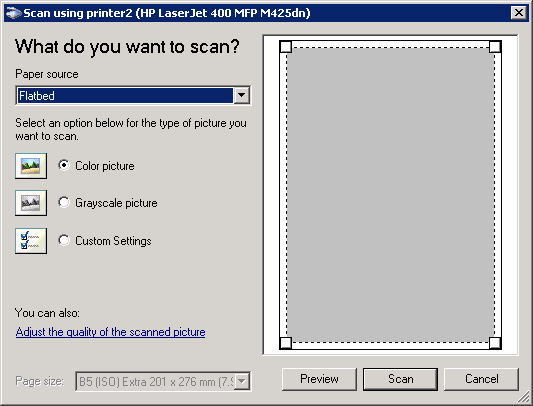 Scan using printer2 (HP LaserJet 400 MFP M425dn)
What do you want to scan?
Paper source
Flatbed
Select an option below for the type of picture you
want to scan.
Color picture
Grayscale picture
Custom Settings
You can also:
Adjust the quality of the scanned picture
Page size:
B5 (ISO) Extra 201 x 276 mm (7.9
Preview
Scan
Cancel